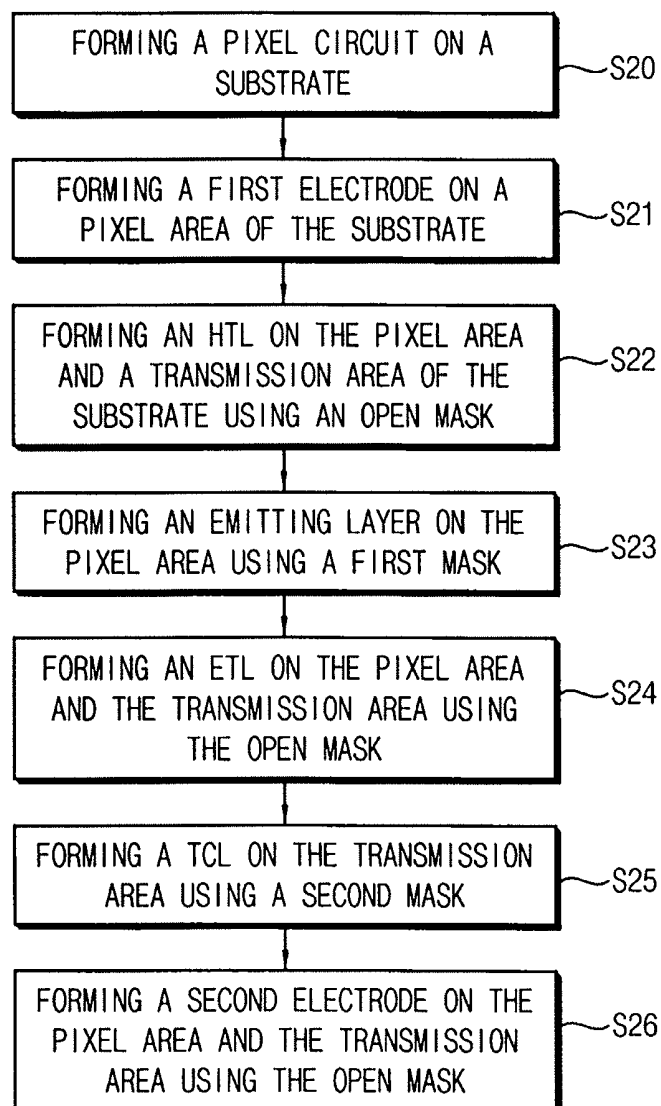 FORMING A PIXEL CIRCUIT ON A
SUBSTRATE
S20
FORMING A FIRST ELECTRODE ON A
PIXEL AREA OF THE SUBSTRATE
S21
FORMING AN HTL ON THE PIXEL AREA
AND A TRANSMISSION AREA OF THE
SUBSTRATE USING AN OPEN MASK
S22
FORMING AN EMITTING LAYER ON THE
PIXEL AREA USING A FIRST MASK
S23
FORMING AN ETL ON THE PIXEL AREA
AND THE TRANSMISSION AREA USING
THE OPEN MASK
S24
FORMING A TCL ON THE TRANSMISSION
AREA USING A SECOND MASK
S25
FORMING A SECOND ELECTRODE ON THE
PIXEL AREA AND THE TRANSMISSION
AREA USING THE OPEN MASK
S26